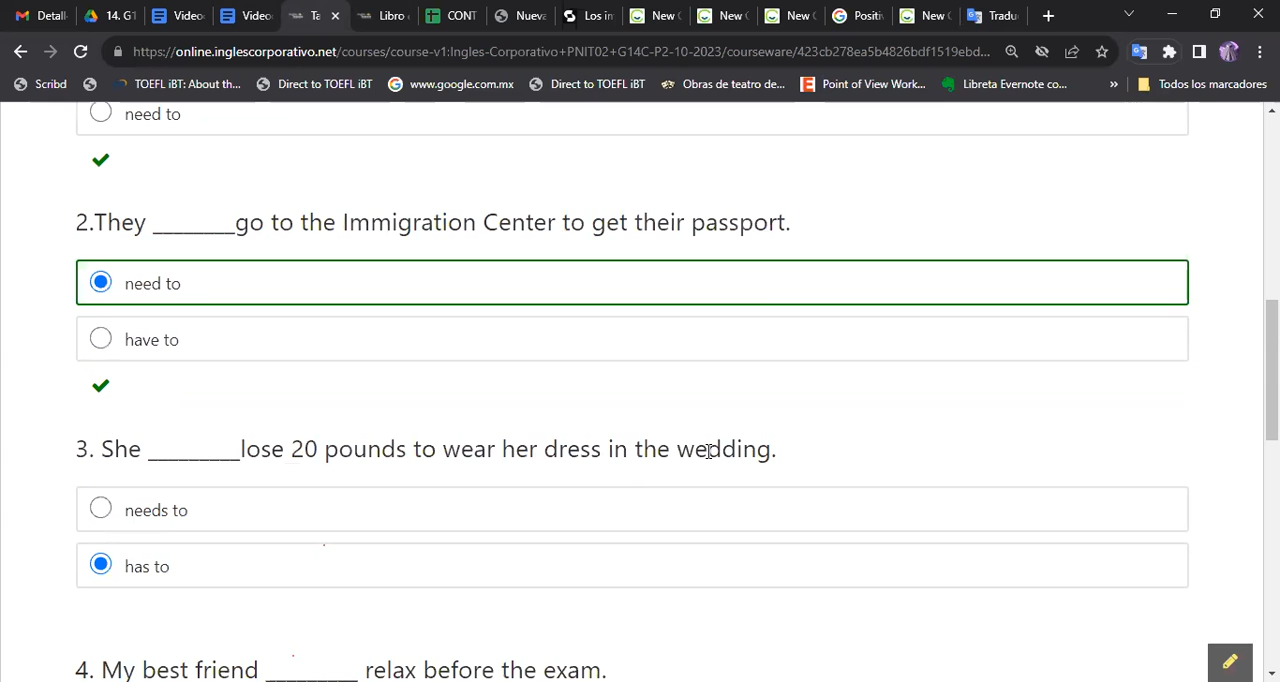 Detall
14. G1
Video
Video
Ta
Libro
CONT
Nueva
Los in
New
New
New
Positi
New
Tradu
https://online.inglescorporativo.net/courses/course-v1:Ingles-Corporativo+PNIT02+G14C-P2-10-2023/courseware/423cb278ea5b4826bdf1519ebd...
Scribd
TOEFL iBT: About th...
Direct to TOEFL iBT
www.google.com.mx
Direct to TOEFL iBT
Obras de teatro de...
Point of View Work...
Libreta Evernote co...
»
Todos los marcadores
need to
2.They ________go to the Immigration Center to get their passport.
need to
have to
3. She _________lose 20 pounds to wear her dress in the wedding.
needs to
has to
4. My best friend _________ relax before the exam.